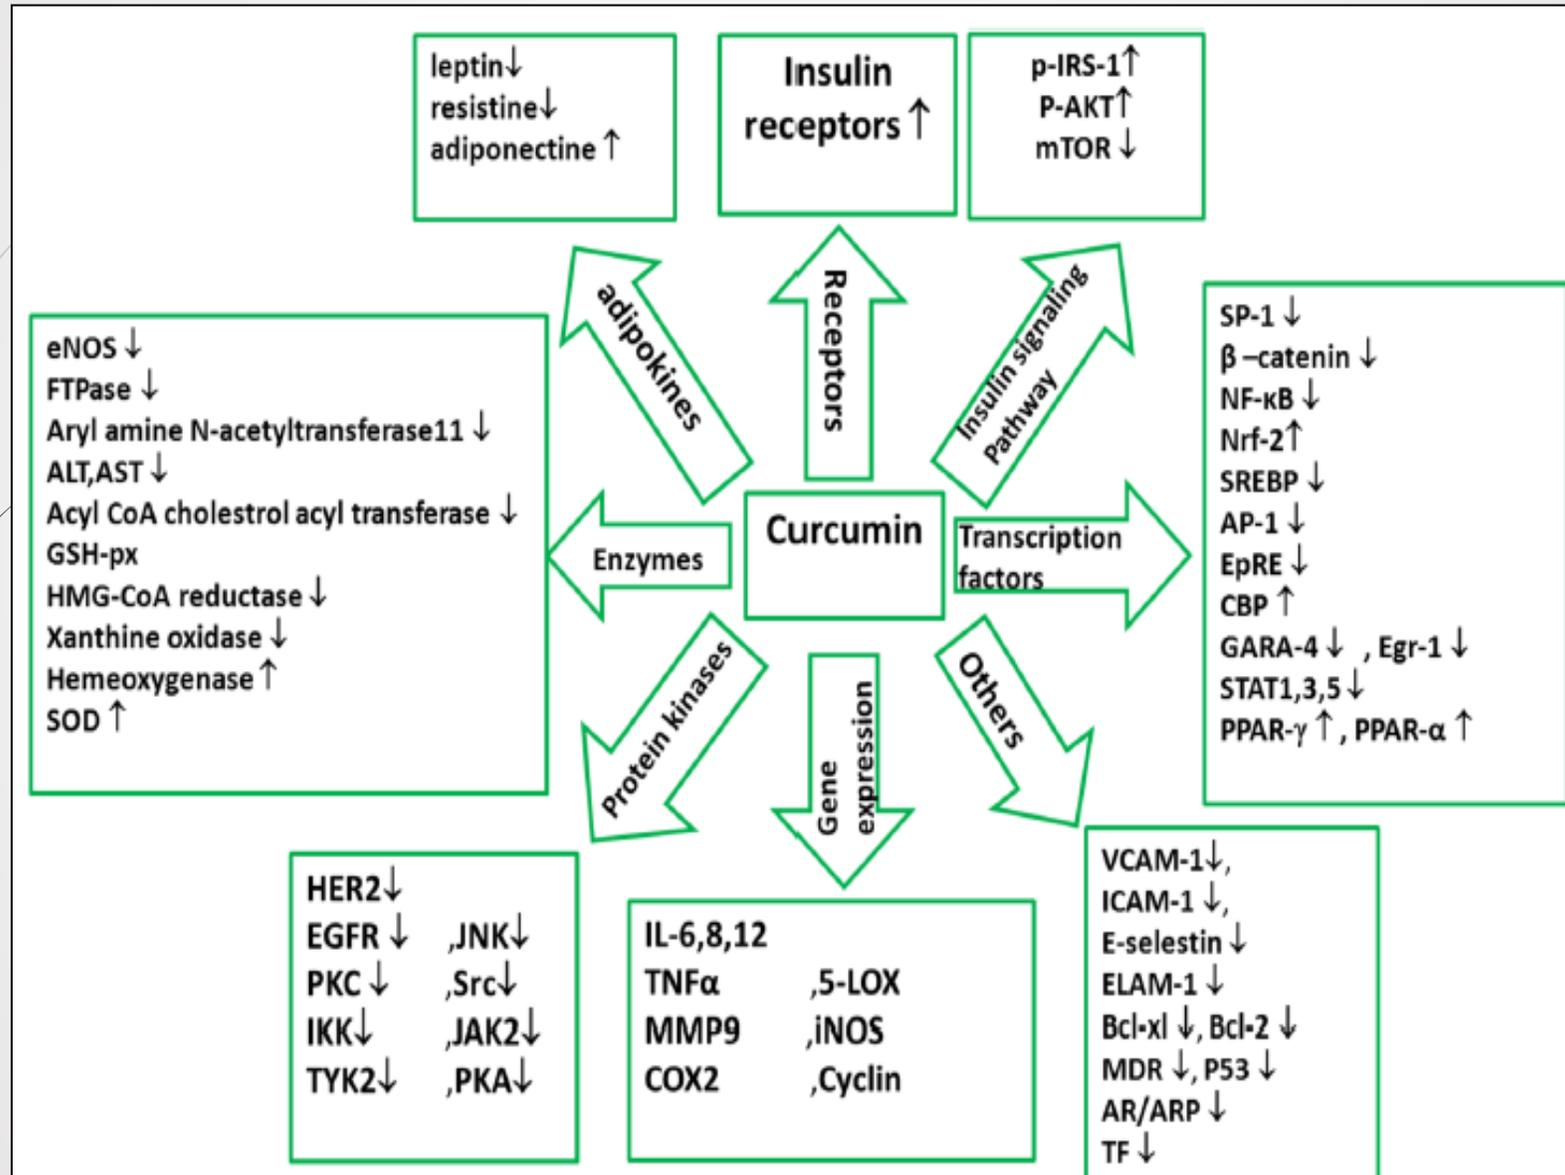 leptin↓
resistine↓
adiponectine ↑
Insulin
receptors ↑
p-IRS-1↑
P-AKT↑
mTOR ↓
adipokines
Receptors
Insulin signaling
Pathway
eNOS ↓
FTPase ↓
Aryl amine N-acetyltransferase11 ↓
ALT,AST ↓
Acyl CoA cholestrol acyl transferase ↓
GSH-px
HMG-CoA reductase ↓
Xanthine oxidase ↓
Hemeoxygenase ↑
SOD ↑
Enzymes
Curcumin
Transcription
factors
SP-1 ↓
β –catenin ↓
NF-κB ↓
Nrf-2↑
SREBP ↓
AP-1 ↓
EpRE ↓
CBP ↑
GARA-4 ↓ , Egr-1 ↓
STAT1,3,5↓
PPAR-γ ↑ , PPAR-α ↑
Protein kinases
Gene
expression
Others
HER2↓
EGFR ↓ ,JNK↓
PKC ↓ ,Src↓
IKK↓ ,JAK2↓
TYK2↓ ,PKA↓
IL-6,8,12
TNFα ,5-LOX
MMP9 ,iNOS
COX2 ,Cyclin
VCAM-1↓,
ICAM-1 ↓,
E-selestin ↓
ELAM-1 ↓
Bcl-xl ↓, Bcl-2 ↓
MDR ↓, P53 ↓
AR/ARP ↓
TF ↓